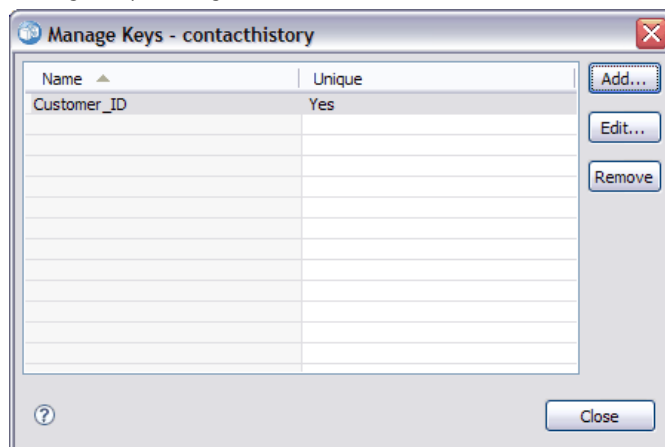 Manage Keys - contacthistory
Name Unique
Add...
Customer_ID Yes
Edit...
Remove
?
Close